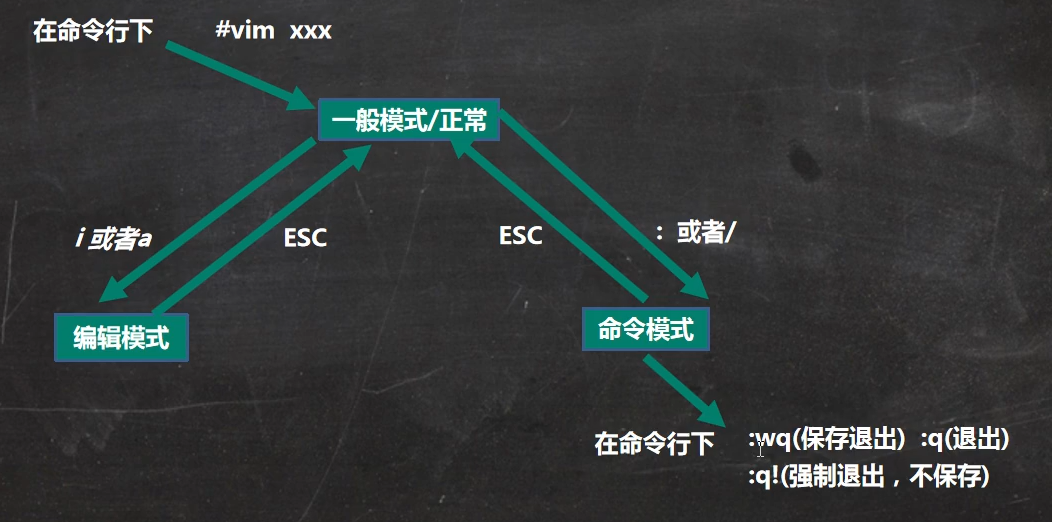 在命令行下 #vim xxx
一般模式/正常
i 或者a
ESC
ESC
: 或者/
编辑模式
命令模式
在命令行下
:wq(保存退出) :q(退出)
:q!(强制退出，不保存)